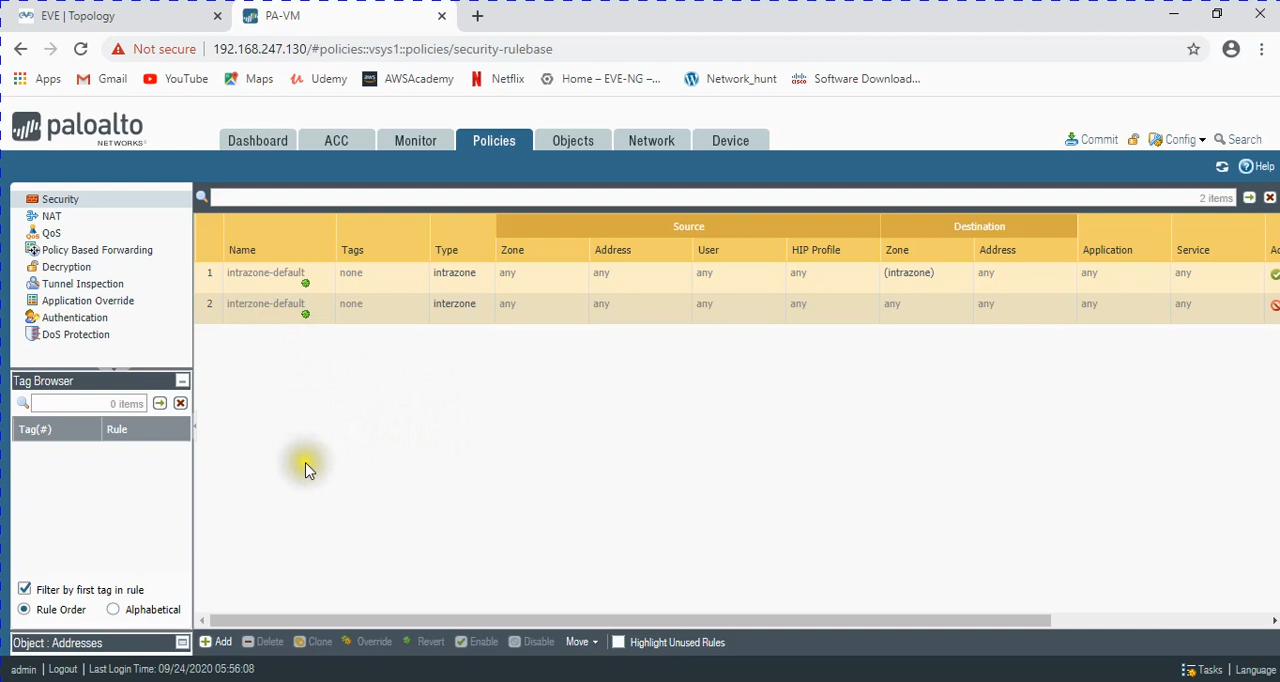 EVE | Topology
PA-VM
Not secure
192.168.247.130/#policies::vsys1::policies/security-rulebase
Apps
Gmail
YouTube
Maps
Udemy
aws
AWSAcademy
Netflix
Home – EVE-NG –...
Network_hunt
cisco
Software Download...
paloalto
NETWORKS
Dashboard
ACC
Monitor
Policies
Objects
Network
Device
Commit
Config
Search
Help
Security
NAT
QoS
Policy Based Forwarding
Decryption
Tunnel Inspection
Application Override
Authentication
DoS Protection
2 items
Source
Destination
Name
Tags
Type
Zone
Address
User
HIP Profile
Zone
Address
Application
Service
Ac
1 intrazone-default none intrazone any any any any (intrazone) any any any
2 interzone-default none interzone any any any any any any any any
Tag Browser
0 items
Tag(#)
Rule
Filter by first tag in rule
Rule Order
Alphabetical
Object : Addresses
Add
Delete
Clone
Override
Revert
Enable
Disable
Move
Highlight Unused Rules
admin | Logout | Last Login Time: 09/24/2020 05:56:08
Tasks | Language